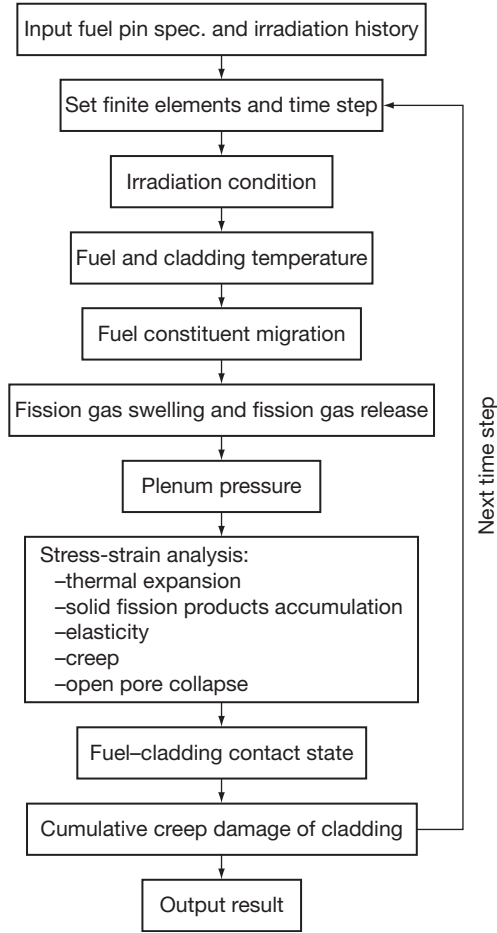 Input fuel pin spec. and irradiation history
Set finite elements and time step
Irradiation condition
Fuel and cladding temperature
Fuel constituent migration
Fission gas swelling and fission gas release
Plenum pressure
Stress-strain analysis:
–thermal expansion
–solid fission products accumulation
–elasticity
–creep
–open pore collapse
Fuel–cladding contact state
Cumulative creep damage of cladding
Output result
Next time step